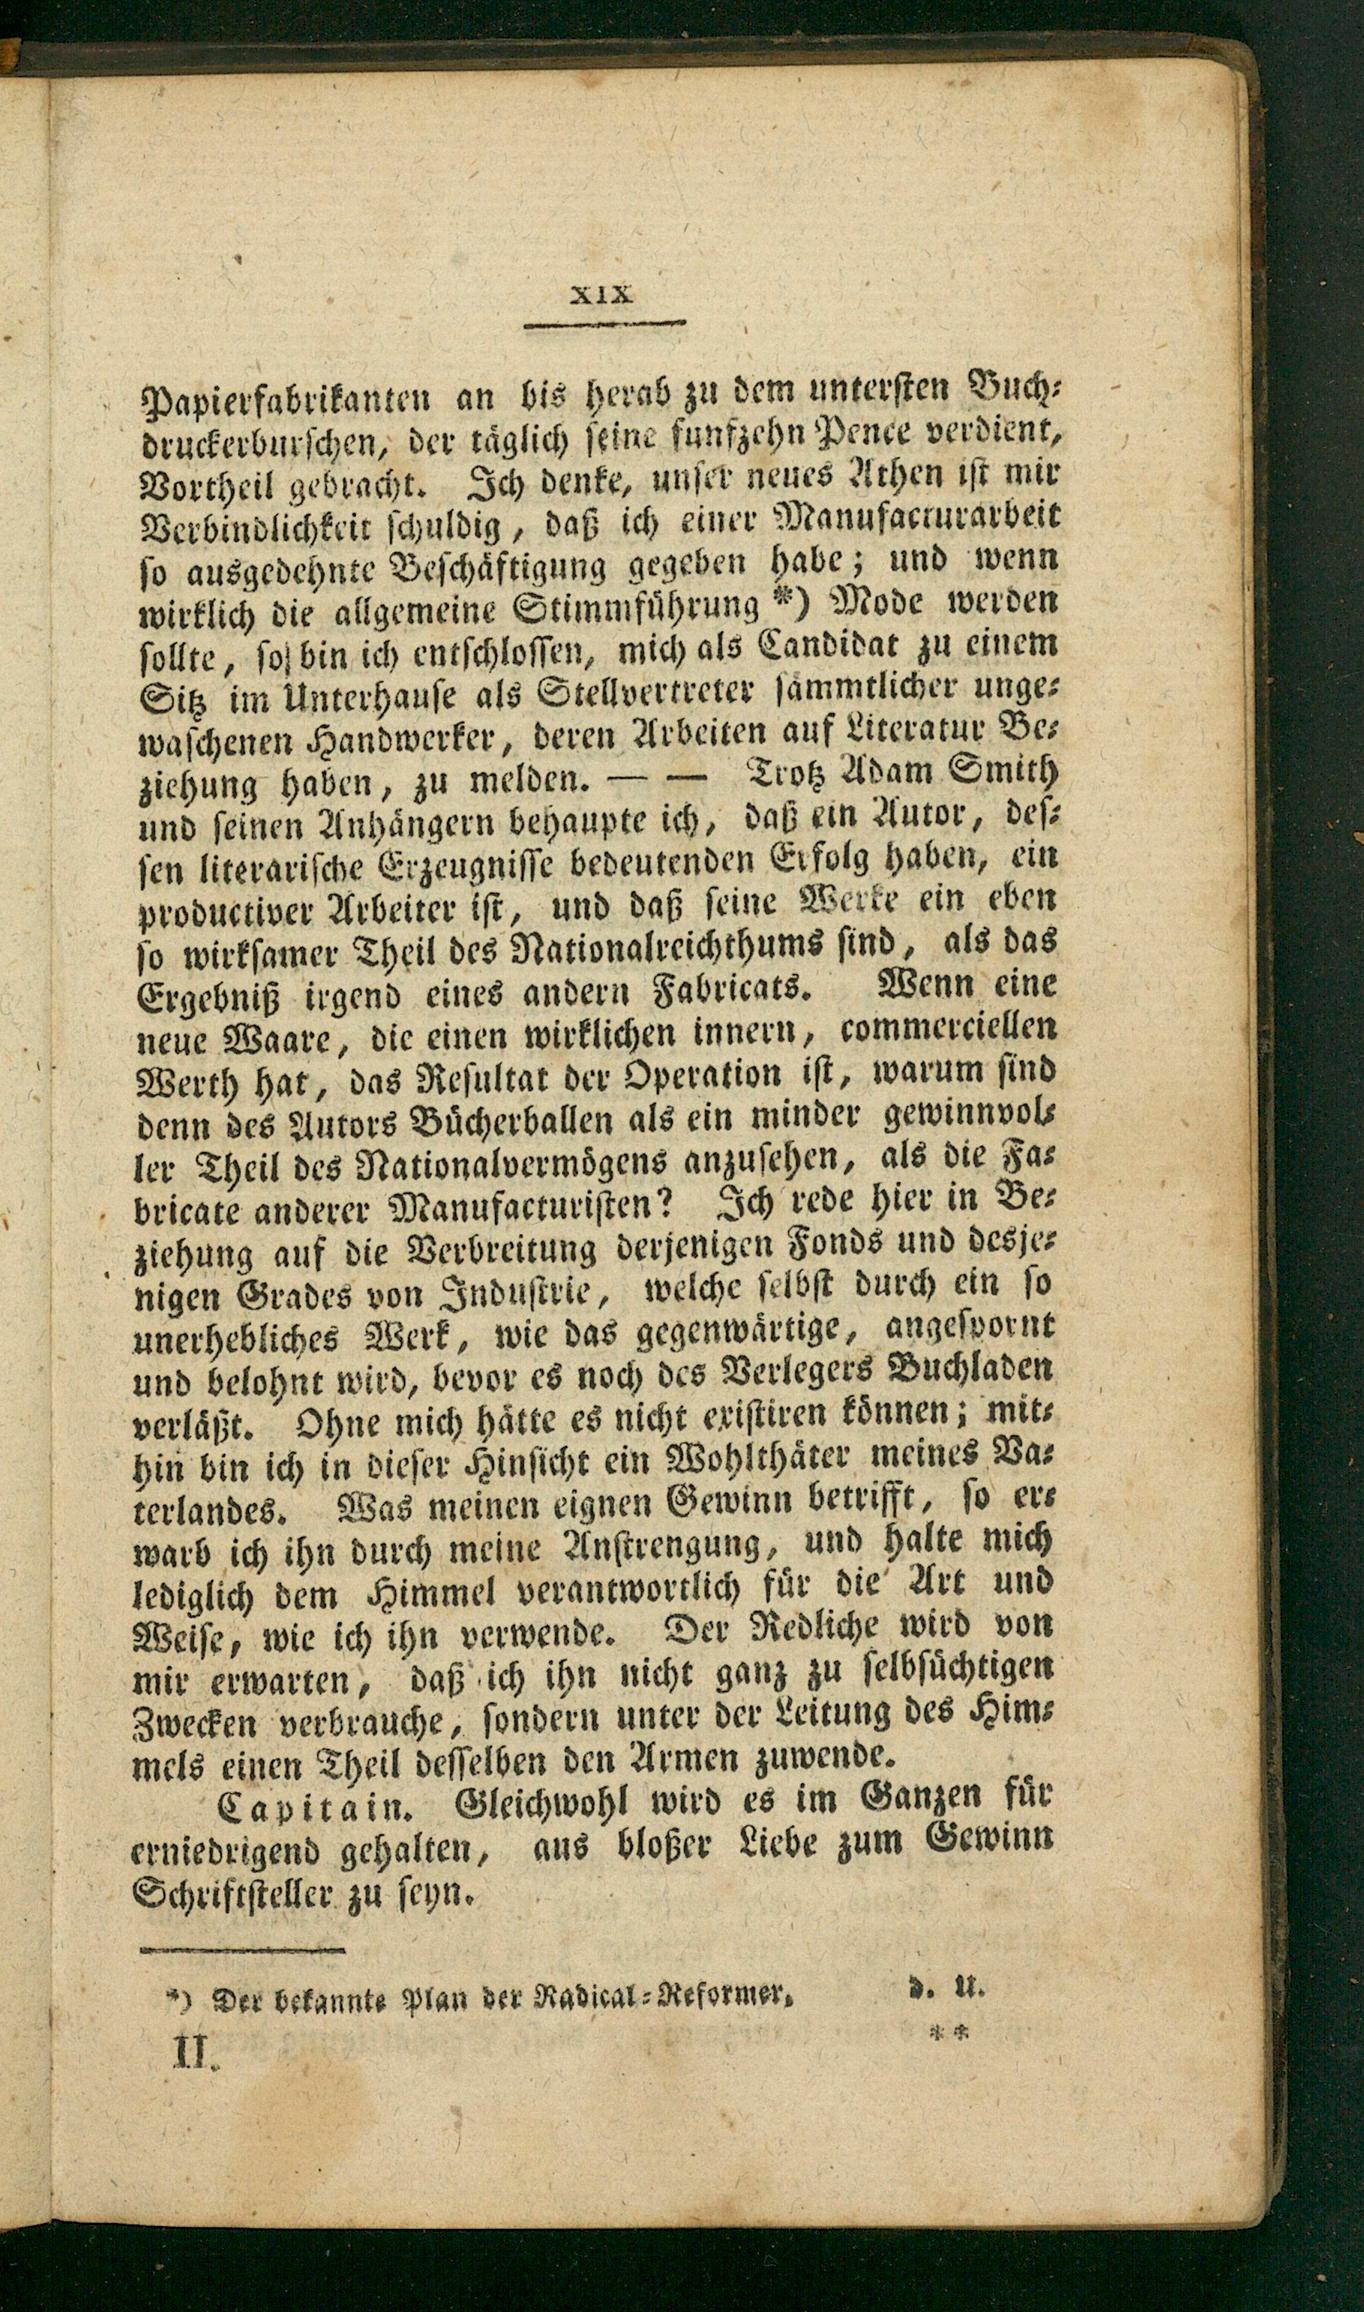 XIX
Papierfabrikanten an bis herab zu dem untersten Buch-
druckerburschen, der täglich seine funfzehn Pence verdient,
Vortheil gebracht. Ich denke, unser neues Athen ist mir
Verbindlichkeit schuldig, daß ich einer Manufacturarbeit
so ausgedehnte Beschäftigung gegeben habe; und wenn
wirklich die allgemeine Stimmführung *) Mode werden
sollte, so bin ich entschlossen, mich als Candidat zu einem
Sitz im Unterhause als Stellvertreter sämmtlicher unge-
waschenen Handwerker, deren Arbeiten auf Literatur Be-
ziehung haben, zu melden. — — Trotz Adam Smith
und seinen Anhängern behaupte ich, daß ein Autor, des-
sen literarische Erzeugnisse bedeutenden Erfolg haben, ein
productiver Arbeiter ist, und daß seine Werke ein eben
so wirksamer Theil des Nationalreichthums sind, als das
Ergebniß irgend eines andern Fabricats. Wenn eine
neue Waare, die einen wirklichen innern, commerciellen
Werth hat, das Resultat der Operation ist, warum sind
denn des Autors Bücherballen als ein minder gewinnvol-
ler Theil des Nationalvermögens anzusehen, als die Fa-
bricate anderer Manufacturisten? Ich rede hier in Be-
ziehung auf die Verbreitung derjenigen Fonds und desje-
nigen Grades von Industrie, welche selbst durch ein so
unerhebliches Werk, wie das gegenwärtige, angespornt
und belohnt wird, bevor es noch des Verlegers Buchladen
verläßt. Ohne mich hätte es nicht existiren können; mit-
hin bin ich in dieser Hinsicht ein Wohlthäter meines Va-
terlandes. Was meinen eignen Gewinn betrifft, so er-
warb ich ihn durch meine Anstrengung, und halte mich
lediglich dem Himmel verantwortlich für die Art und
Weise, wie ich ihn verwende. Der Redliche wird von
mir erwarten, daß ich ihn nicht ganz zu selbsüchtigen
Zwecken verbrauche, sondern unter der Leitung des Him-
mels einen Theil desselben den Armen zuwende.
Capitain. Gleichwohl wird es im Ganzen für
erniedrigend gehalten, aus bloßer Liebe zum Gewinn
Schriftsteller zu seyn.
*) Der bekannte Plan der Radical-Reformer. d. U.
II. **